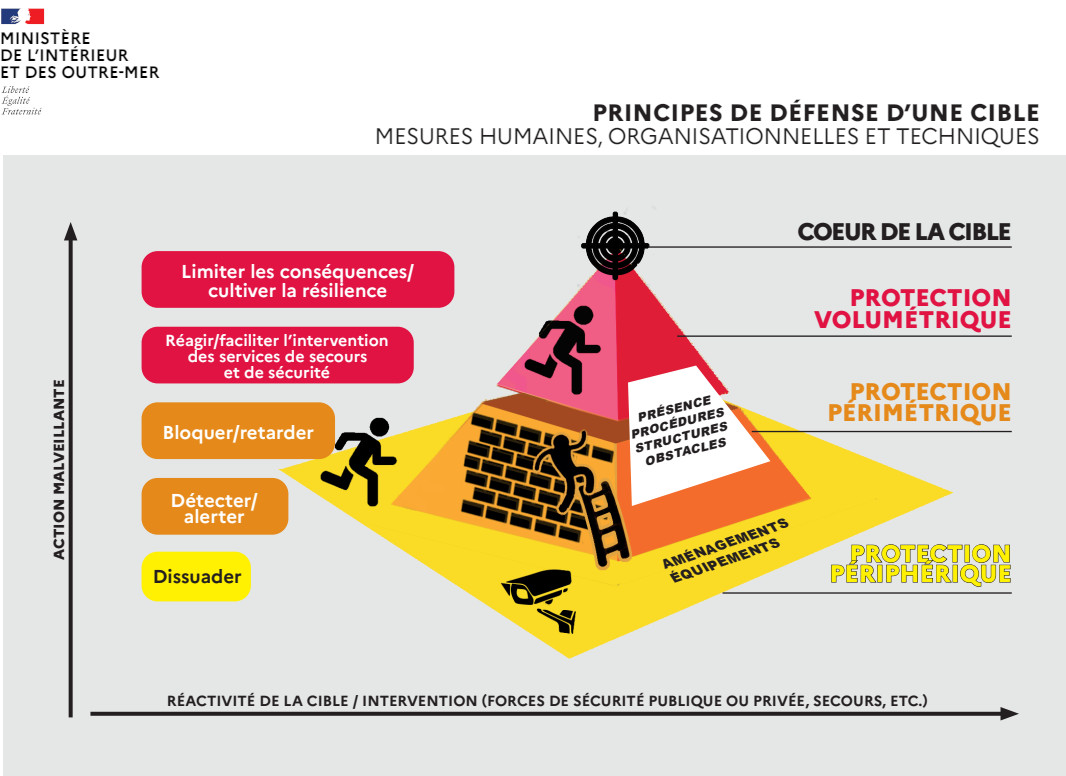 MINISTÈRE
DE L'INTÉRIEUR
ET DES OUTRE-MER
Liberté
Égalité
Fraternité
PRINCIPES DE DÉFENSE D'UNE CIBLE
MESURES HUMAINES, ORGANISATIONNELLES ET TECHNIQUES
COEUR DE LA CIBLE
Limiter les conséquences/
cultiver la résilience
PROTECTION
VOLUMÉTRIQUE
Réagir/faciliter l'intervention
des services de secours
et de sécurité
PROTECTION
PÉRIMÉTRIQUE
PRÉSENCE
PROCÉDURES
STRUCTURES
OBSTACLES
Bloquer/retarder
Détecter/
alerter
AMÉNAGEMENTS
ÉQUIPEMENTS
PROTECTION
PÉRIPHÉRIQUE
Dissuader
ACTION MALVEILLANTE
RÉACTIVITÉ DE LA CIBLE / INTERVENTION (FORCES DE SÉCURITÉ PUBLIQUE OU PRIVÉE, SECOURS, ETC.)